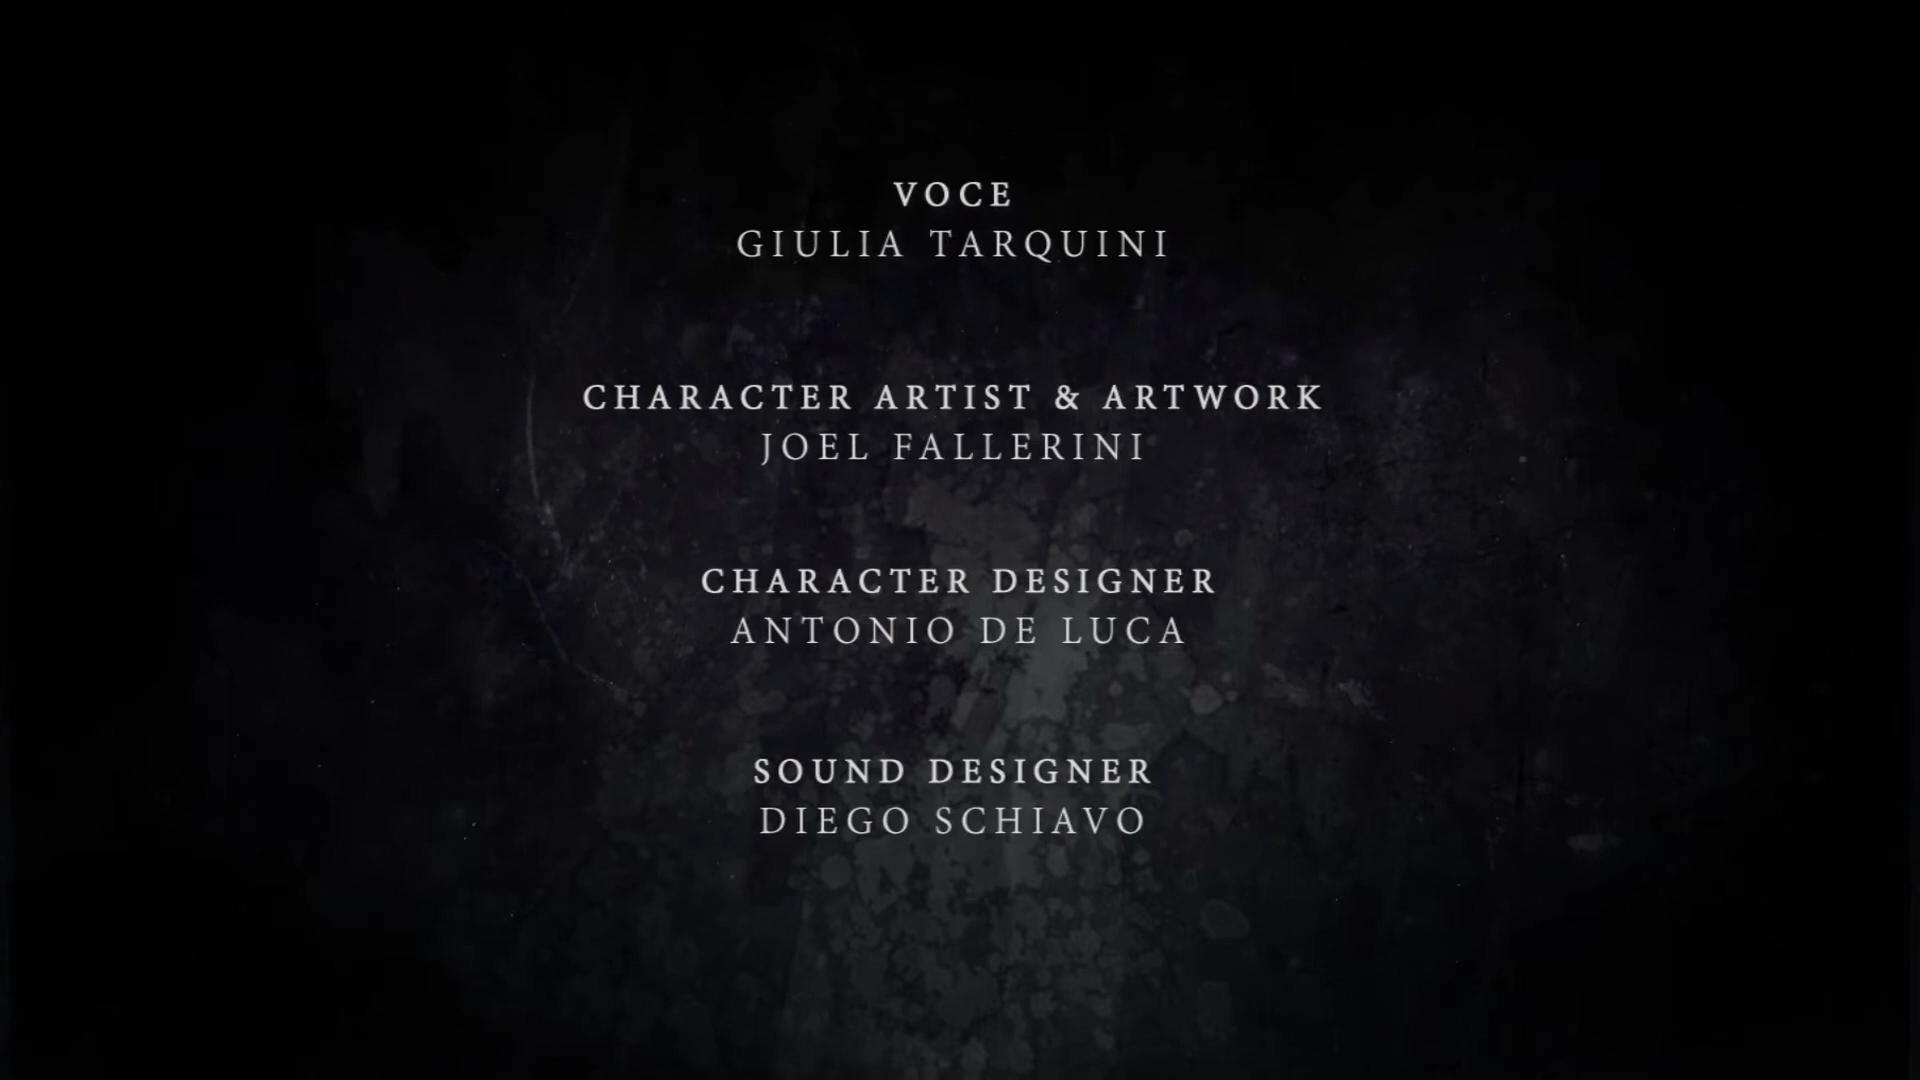 VOCE
GIULIA TARQUINI
CHARACTER ARTIST & ARTWORK
JOEL FALLERINI
CHARACTER DESIGNER
ANTONIO DE LUCA
SOUND DESIGNER
DIEGO SCHIAVO